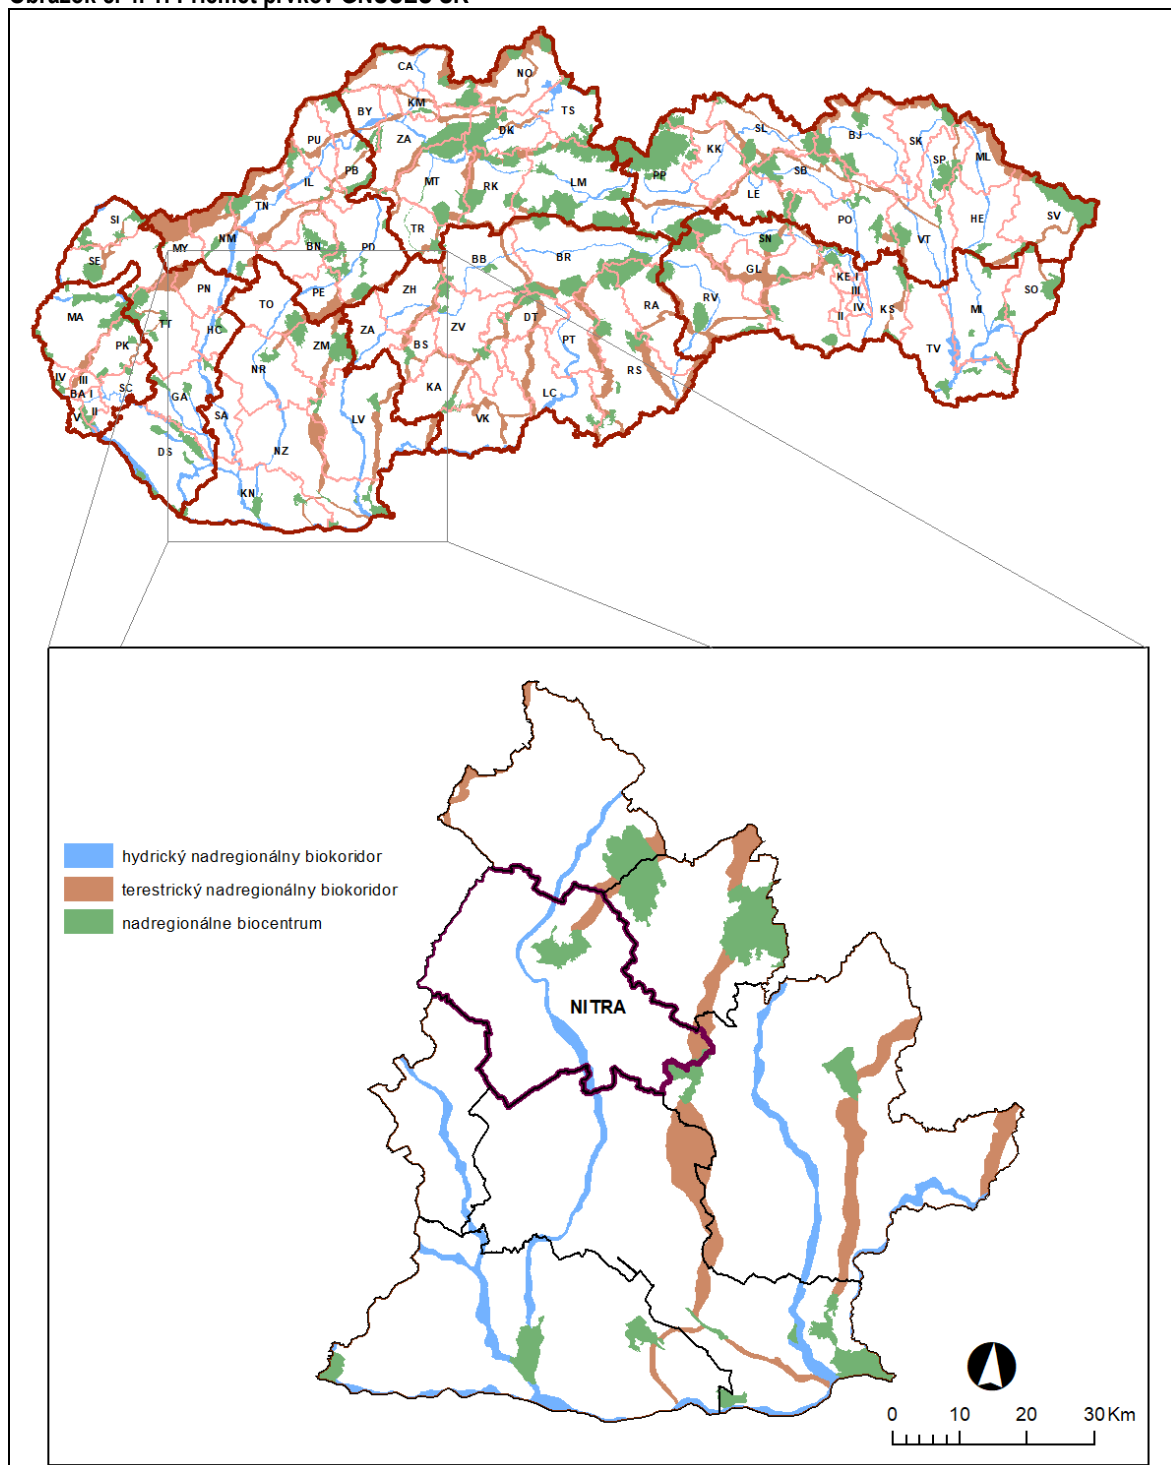 CA
NO
BY
KM
TS
PU
ZA
DK
KK
SL
BJ
SK
SP
ML
PB
IL
MT
RK
LM
PP
LE
SB
TN
SI
TR
PO
HE
SV
VT
MY
NM
BN
PD
BB
BR
SN
SE
GL
KE I
PN
TO
PE
ZH
RV
III
SO
MA
ZA
RA
IV
KS
MI
TT
HC
ZM
BS
ZV
DT
PT
II
PK
NR
RS
TV
IV
III
SC
KA
LC
BA I
GA
SA
LV
VK
V
II
DS
NZ
KN
hydrický nadregionálny biokoridor
terestrický nadregionálny biokoridor
nadregionálne biocentrum
NITRA
0 10 20 30 Km